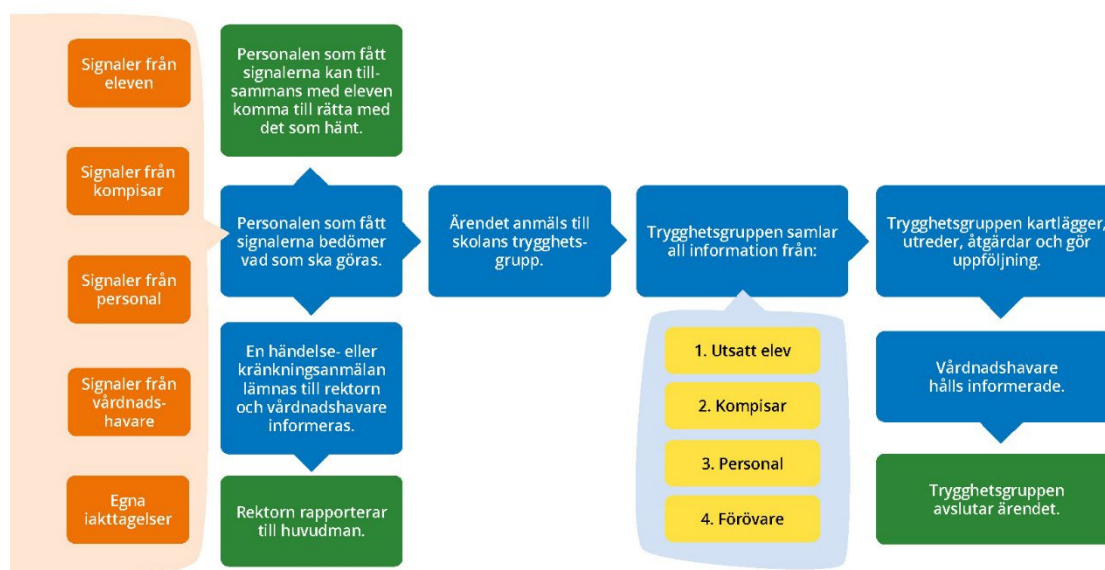 Signaler från
eleven
Signaler från
kompisar
Signaler från
personal
Signaler från
vårdnads-
havare
Egna
iakttagelser
Personalen som fått
signalerna kan till-
sammans med eleven
komma till rätta med
det som hänt.
Personalen som fått
signalerna bedömer
vad som ska göras.
En händelse- eller
kränkningsanmälan
lämnas till rektorn
och vårdnadshavare
informeras.
Rektorn rapporterar
till huvudman.
Ärendet anmäls till
skolans trygghets-
grupp.
Trygghetsgruppen samlar
all information från:
1. Utsatt elev
2. Kompisar
3. Personal
4. Förövare
Trygghetsgruppen kartlägger,
utreder, åtgärdar och gör
uppföljning.
Vårdnadshavare
hålls informerade.
Trygghetsgruppen
avslutar ärendet.